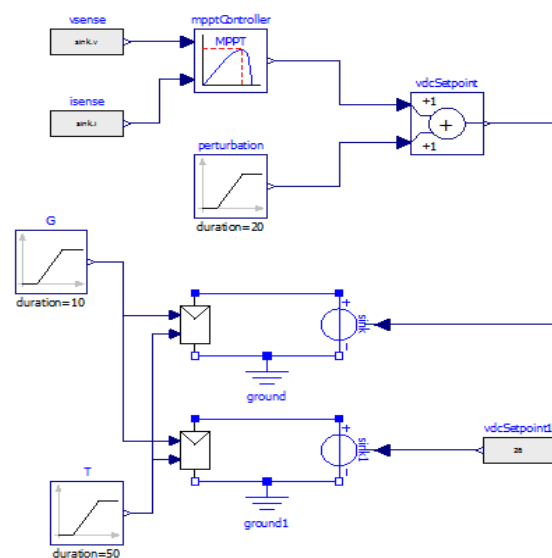 vsense
sink.v
mpptController
MPPT
vdcSetpoint
+1
+
+1
isense
sink.i
perturbation
duration=20
G
duration=10
+
sink
−
ground
+
sink1
−
vdcSetpoint1
28
T
ground1
duration=50